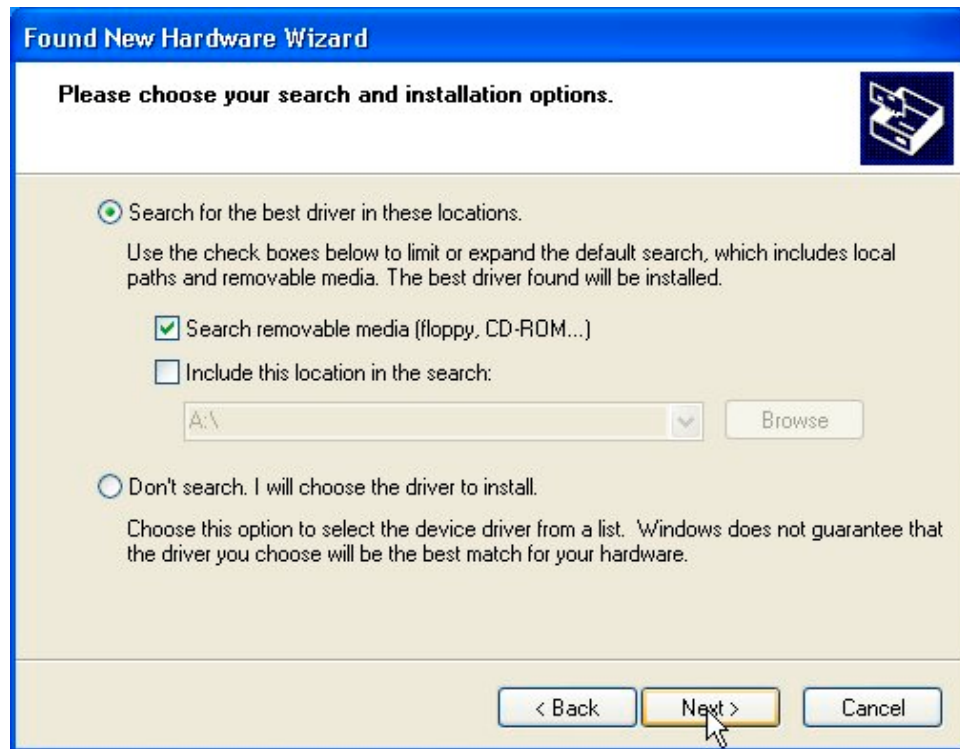 Found New Hardware Wizard
Please choose your search and installation options.
Search for the best driver in these locations.
Use the check boxes below to limit or expand the default search, which includes local
paths and removable media. The best driver found will be installed.
Search removable media (floppy, CD-ROM...)
Include this location in the search:
A:\
Browse
Don't search. I will choose the driver to install.
Choose this option to select the device driver from a list. Windows does not guarantee that
the driver you choose will be the best match for your hardware.
< Back
Next >
Cancel